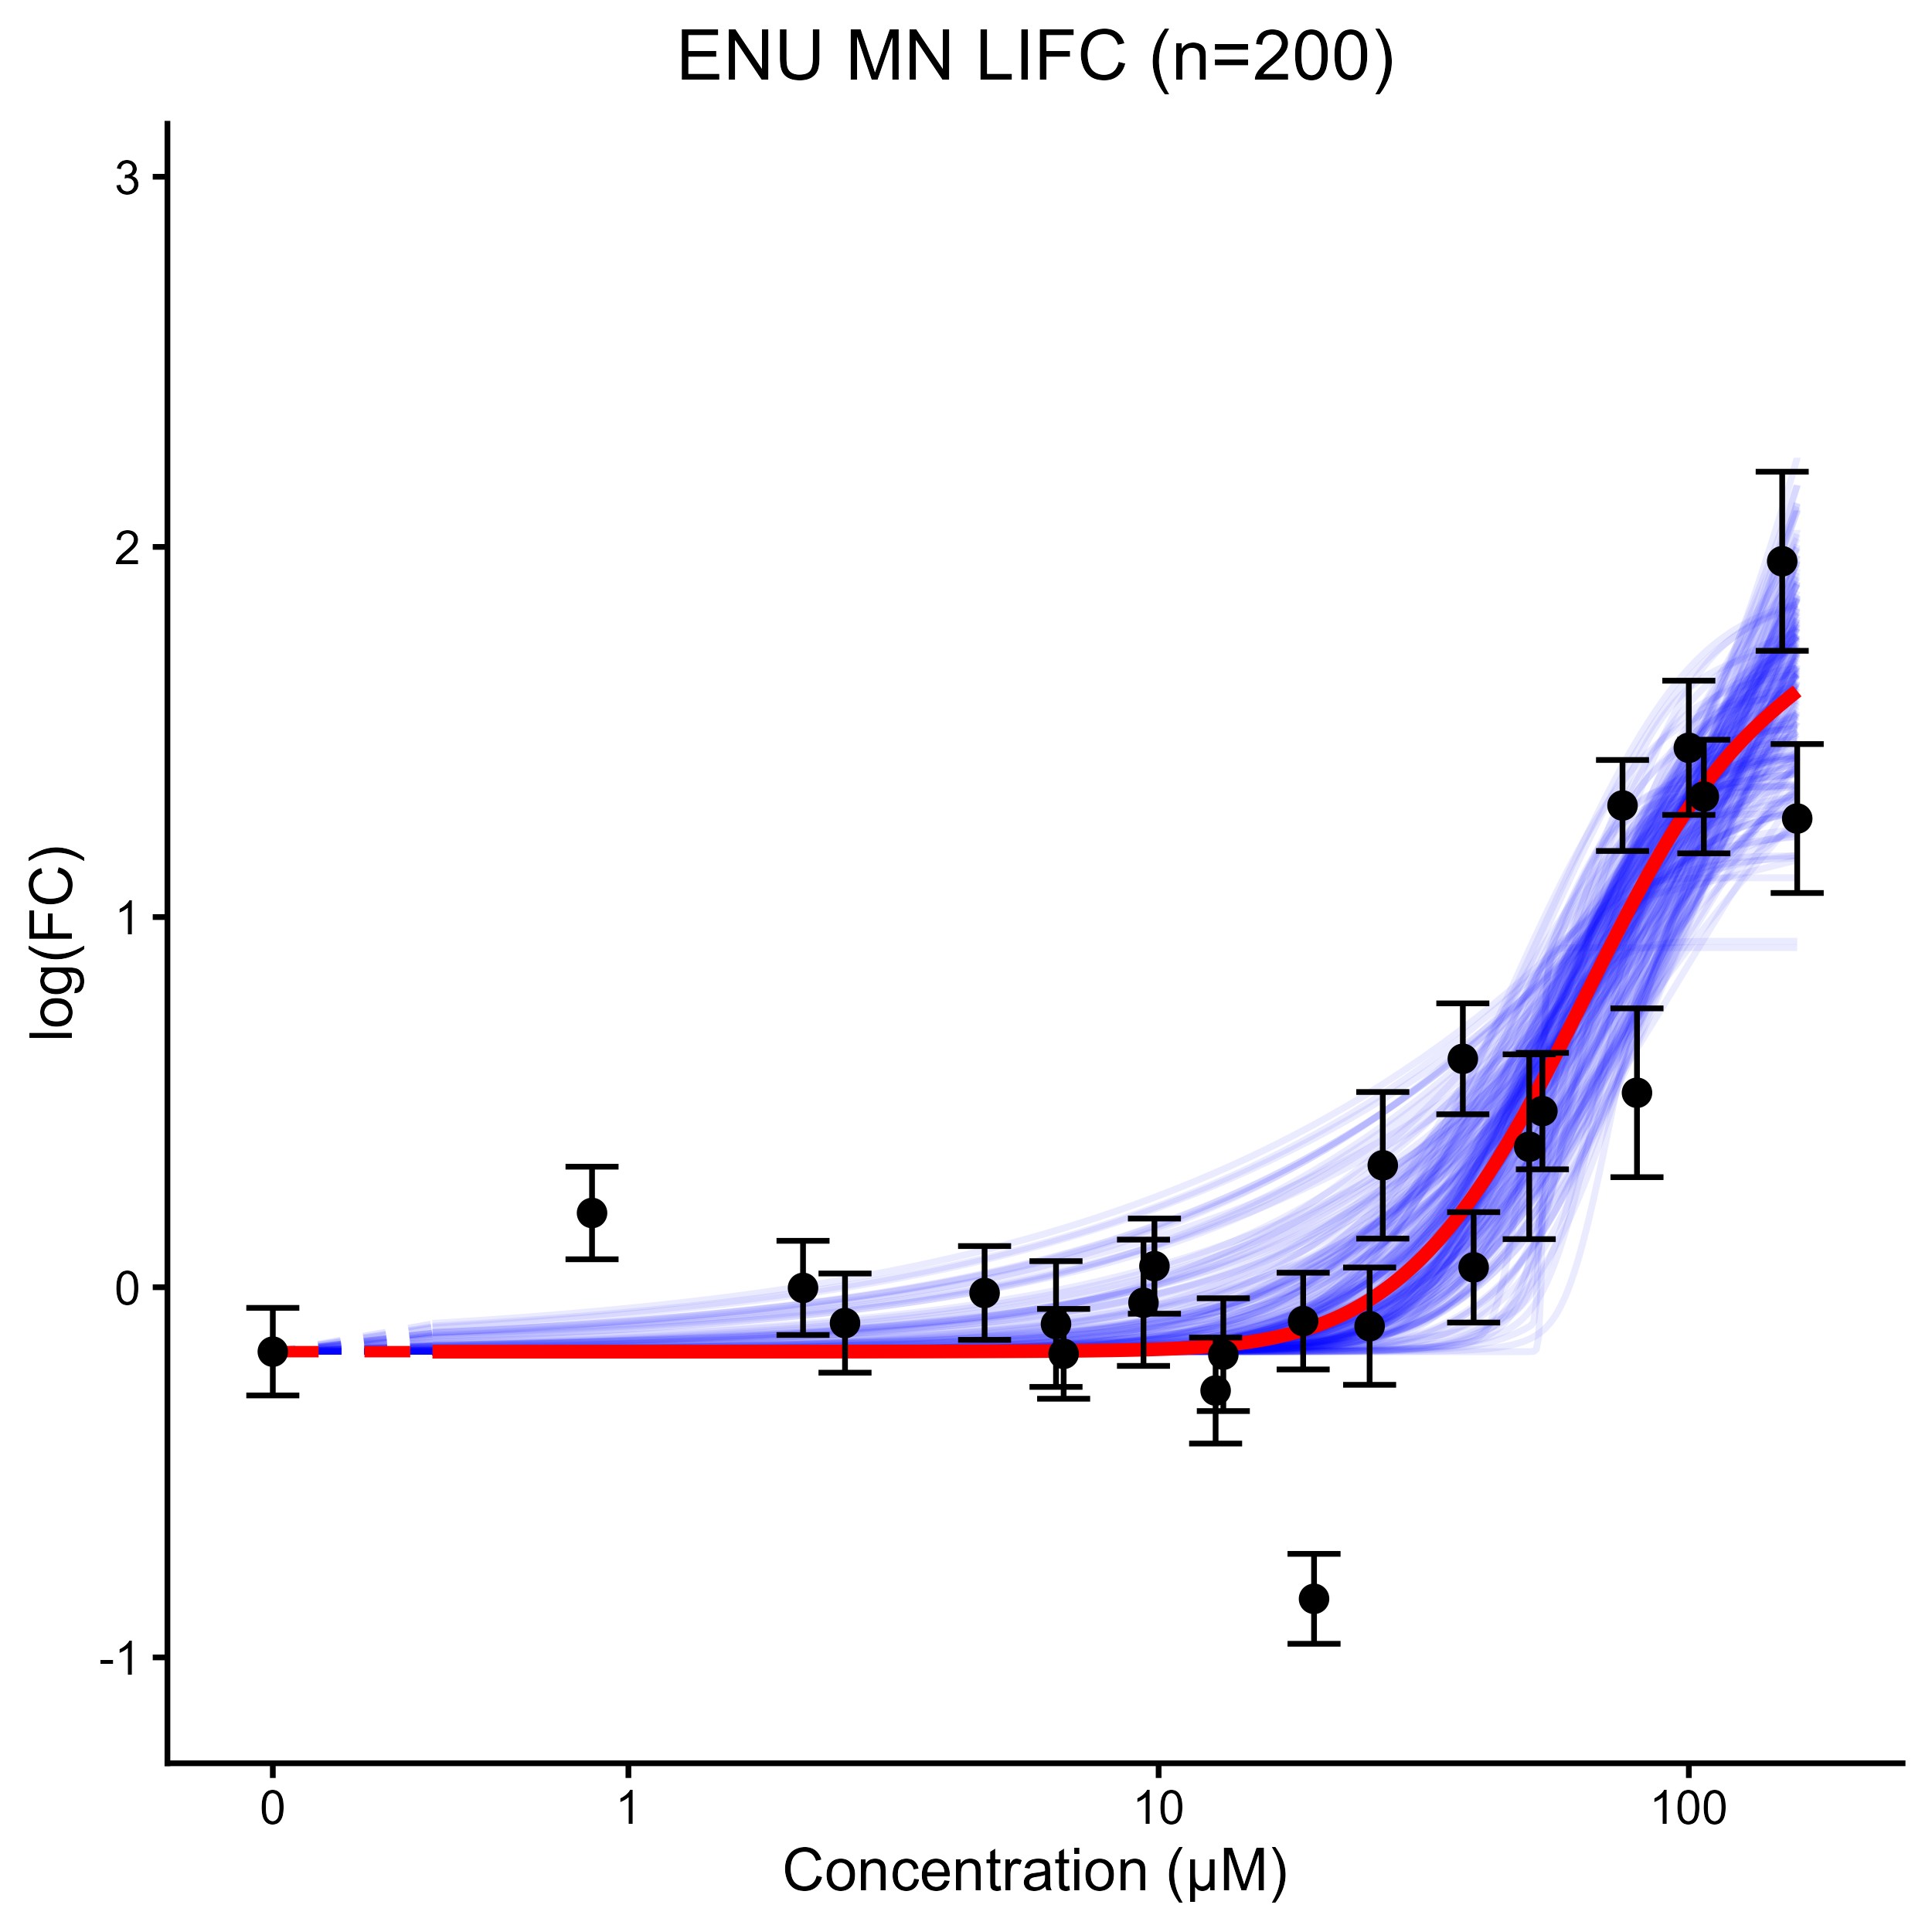 ENU MN LIFC (n=200)
3
2
1
0
-1
log(FC)
0 1 10 100
Concentration (µM)